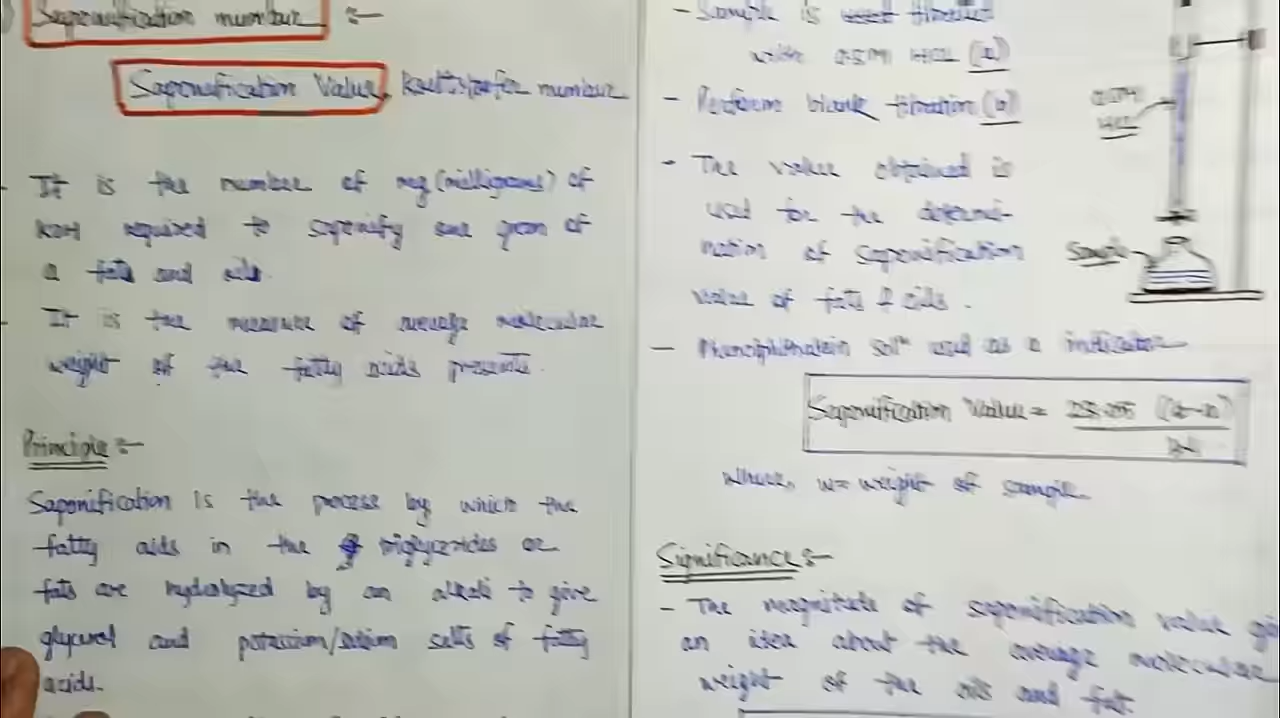 Saponification number :-
Saponification Value, number
- It is the number of mg (milligrams) of
KOH required to saponify one gram of
a fats and oils.
- It is the measure of average molecular
weight of the fatty acids presents.
Principle :-
Saponification is the process by which the
fatty aids in the triglycerides or
fats are hydrolyzed by an alkali to give
glycerol and potassium/sodium salts of fatty
acids.
- Sample is used titrated
with 0.5M HCL (a)
- Perform blank titration (b)
- The value obtained is
used for the determi-
nation of saponification
value of fats & oils.
- Phenolphthalein solⁿ used as a indicator
0.5M
HCL
Sample
Saponification Value = 28.05 (b-a)
where, w= weight of sample.
Significance :-
- The magnitude of saponification value
an idea about the average molecular
weight of the oils and fat.